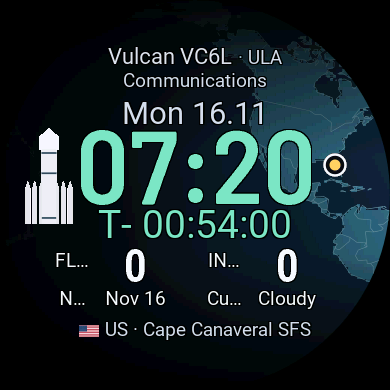 Vulcan VC6L · ULA
Communications
Mon 16.11
07:20
T- 00:54:00
FL... 0 IN... 0
N... Nov 16 Cu... Cloudy
US · Cape Canaveral SFS